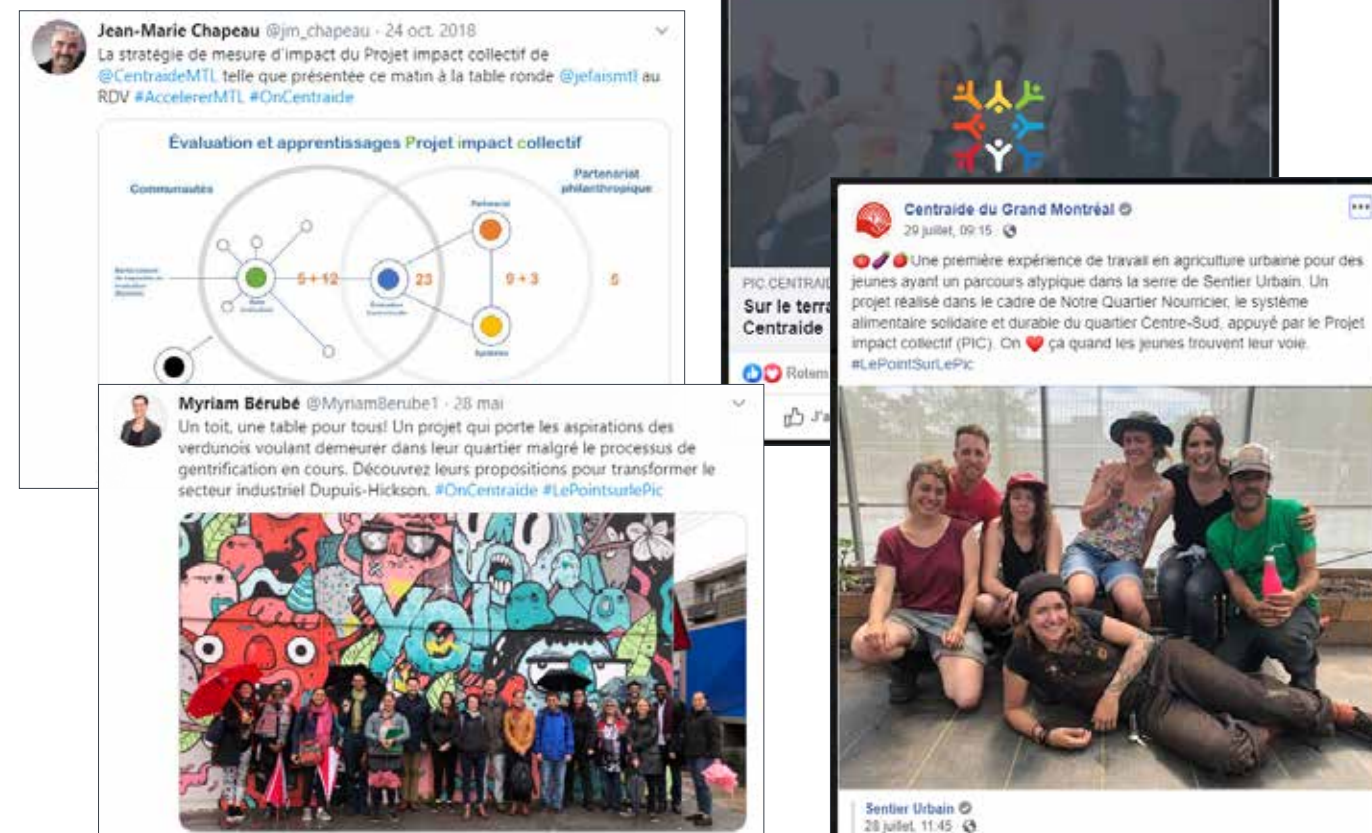 Jean-Marie Chapeau @jm_chapeau · 24 oct. 2018
La stratégie de mesure d'impact du Projet impact collectif de
@CentraideMTL telle que présentée ce matin à la table ronde @jefaismtl au
RDV #AccelererMTL #OnCentraide
Évaluation et apprentissages Projet impact collectif
Communautés
Partenariat
philanthropique
Partenariat
5 + 12
23
9 + 3
6
Systèmes
Myriam Bérubé @MyriamBerube1 · 28 mai
Un toit, une table pour tous! Un projet qui porte les aspirations des
verdunois voulant demeurer dans leur quartier malgré le processus de
gentrification en cours. Découvrez leurs propositions pour transformer le
secteur industriel Dupuis-Hickson. #OnCentraide #LePointsurlePic
YO!
PIC.CENTRAID
Sur le terra
Centraide
Rotem
J'a
Centraide du Grand Montréal
29 juillet, 09:15
🍅🍆🍓 Une première expérience de travail en agriculture urbaine pour des
jeunes ayant un parcours atypique dans la serre de Sentier Urbain. Un
projet réalisé dans le cadre de Notre Quartier Nourricier, le système
alimentaire solidaire et durable du quartier Centre-Sud, appuyé par le Projet
impact collectif (PIC). On ❤️ ça quand les jeunes trouvent leur voie.
#LePointSurLePic
Sentier Urbain
28 juillet, 11:45